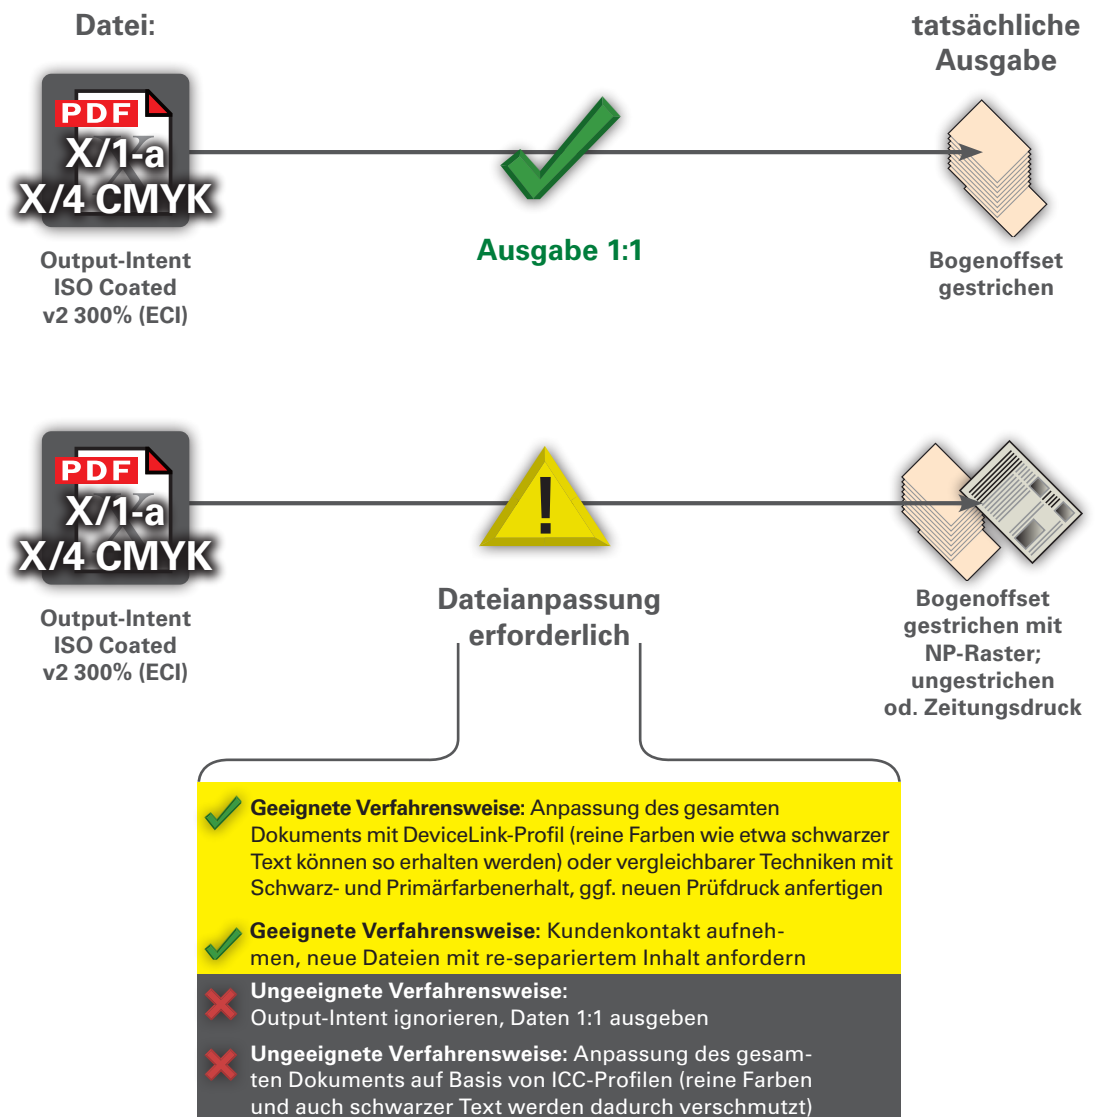 Datei:
tatsächliche
Ausgabe
PDF
X/1-a
X/4 CMYK
Ausgabe 1:1
Output-Intent
ISO Coated
v2 300% (ECI)
Bogenoffset
gestrichen
PDF
X/1-a
X/4 CMYK
!
Output-Intent
ISO Coated
v2 300% (ECI)
Dateianpassung
erforderlich
Bogenoffset
gestrichen mit
NP-Raster;
ungestrichen
od. Zeitungsdruck
Geeignete Verfahrensweise: Anpassung des gesamten
Dokuments mit DeviceLink-Profil (reine Farben wie etwa schwarzer
Text können so erhalten werden) oder vergleichbarer Techniken mit
Schwarz- und Primärfarbenerhalt, ggf. neuen Prüfdruck anfertigen
Geeignete Verfahrensweise: Kundenkontakt aufneh-
men, neue Dateien mit re-separiertem Inhalt anfordern
Ungeeignete Verfahrensweise:
Output-Intent ignorieren, Daten 1:1 ausgeben
Ungeeignete Verfahrensweise: Anpassung des gesam-
ten Dokuments auf Basis von ICC-Profilen (reine Farben
und auch schwarzer Text werden dadurch verschmutzt)